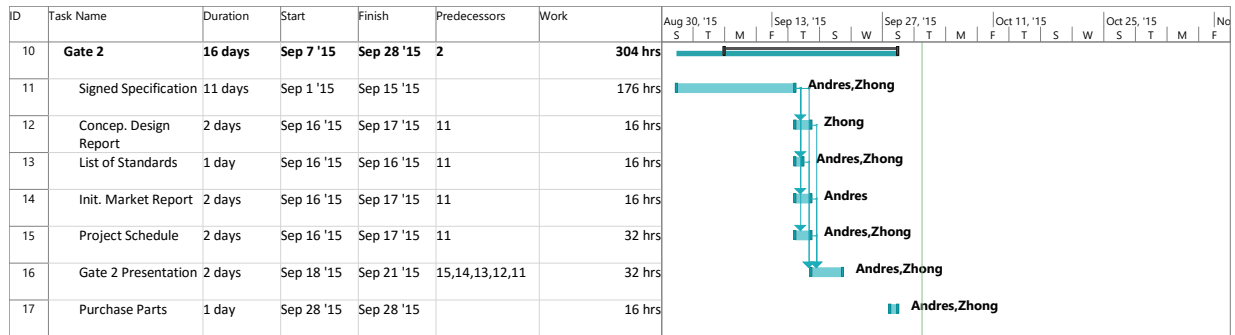 ID Task Name Duration Start Finish Predecessors Work Aug 30, '15 Sep 13, '15 Sep 27, '15 Oct 11, '15 Oct 25, '15 No
S T M F T S W S T M F T S W S T M F
10 Gate 2 16 days Sep 7 '15 Sep 28 '15 2 304 hrs
11 Signed Specification 11 days Sep 1 '15 Sep 15 '15 176 hrs Andres,Zhong
12 Concep. Design 2 days Sep 16 '15 Sep 17 '15 11 16 hrs Zhong
Report
13 List of Standards 1 day Sep 16 '15 Sep 16 '15 11 16 hrs Andres,Zhong
14 Init. Market Report 2 days Sep 16 '15 Sep 17 '15 11 16 hrs Andres
15 Project Schedule 2 days Sep 16 '15 Sep 17 '15 11 32 hrs Andres,Zhong
16 Gate 2 Presentation 2 days Sep 18 '15 Sep 21 '15 15,14,13,12,11 32 hrs Andres,Zhong
17 Purchase Parts 1 day Sep 28 '15 Sep 28 '15 16 hrs Andres,Zhong